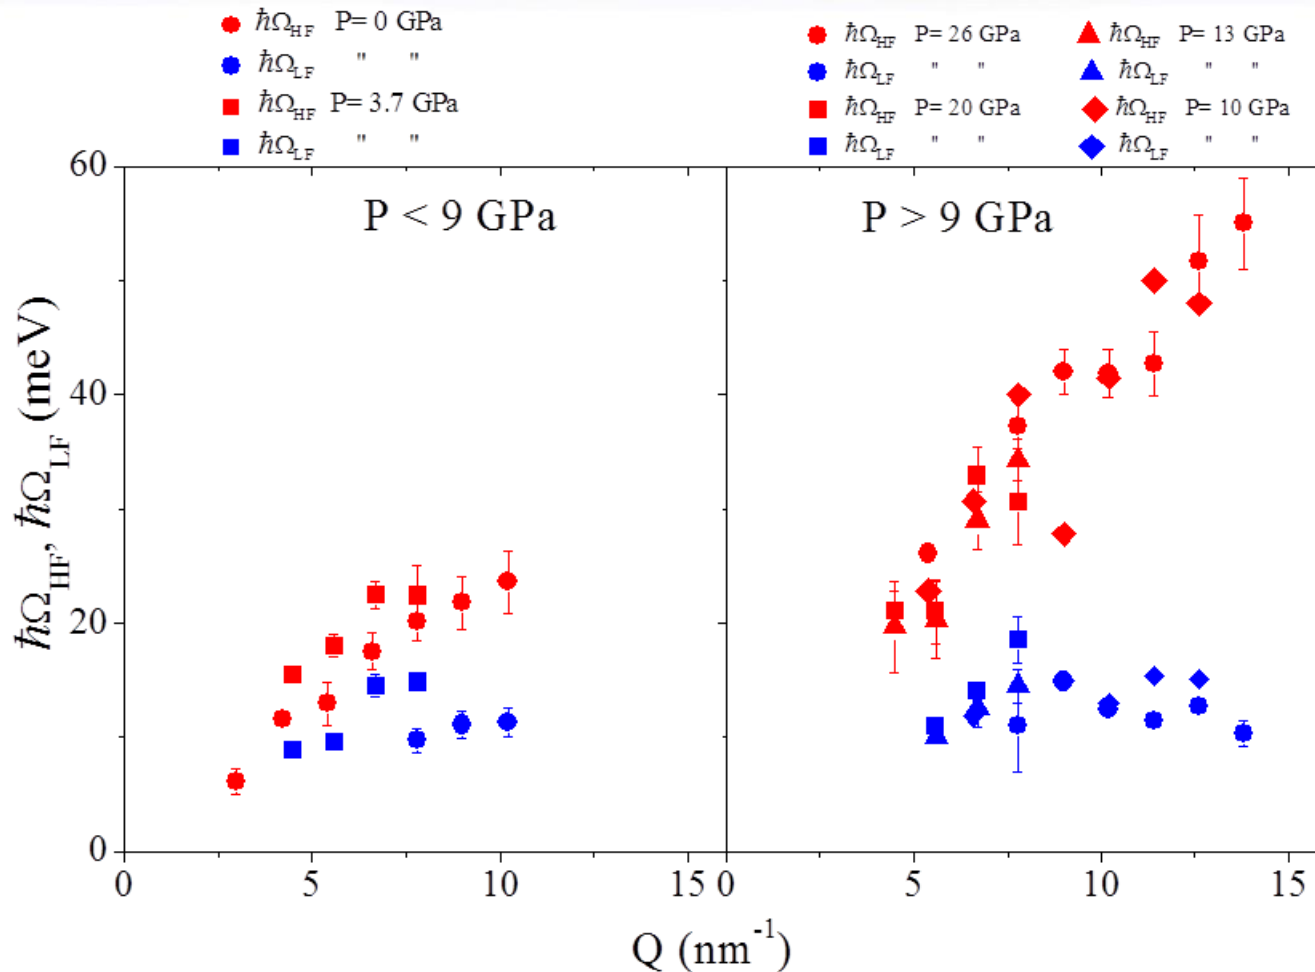 ħΩHF P= 0 GPa
ħΩLF " "
ħΩHF P= 3.7 GPa
ħΩLF " "
ħΩHF P= 26 GPa ħΩHF P= 13 GPa
ħΩLF " " ħΩLF " "
ħΩHF P= 20 GPa ħΩHF P= 10 GPa
ħΩLF " " ħΩLF " "
P < 9 GPa
P > 9 GPa
ħΩHF, ħΩLF (meV)
60
40
20
0
0 5 10 15 0 5 10 15
Q (nm-1)